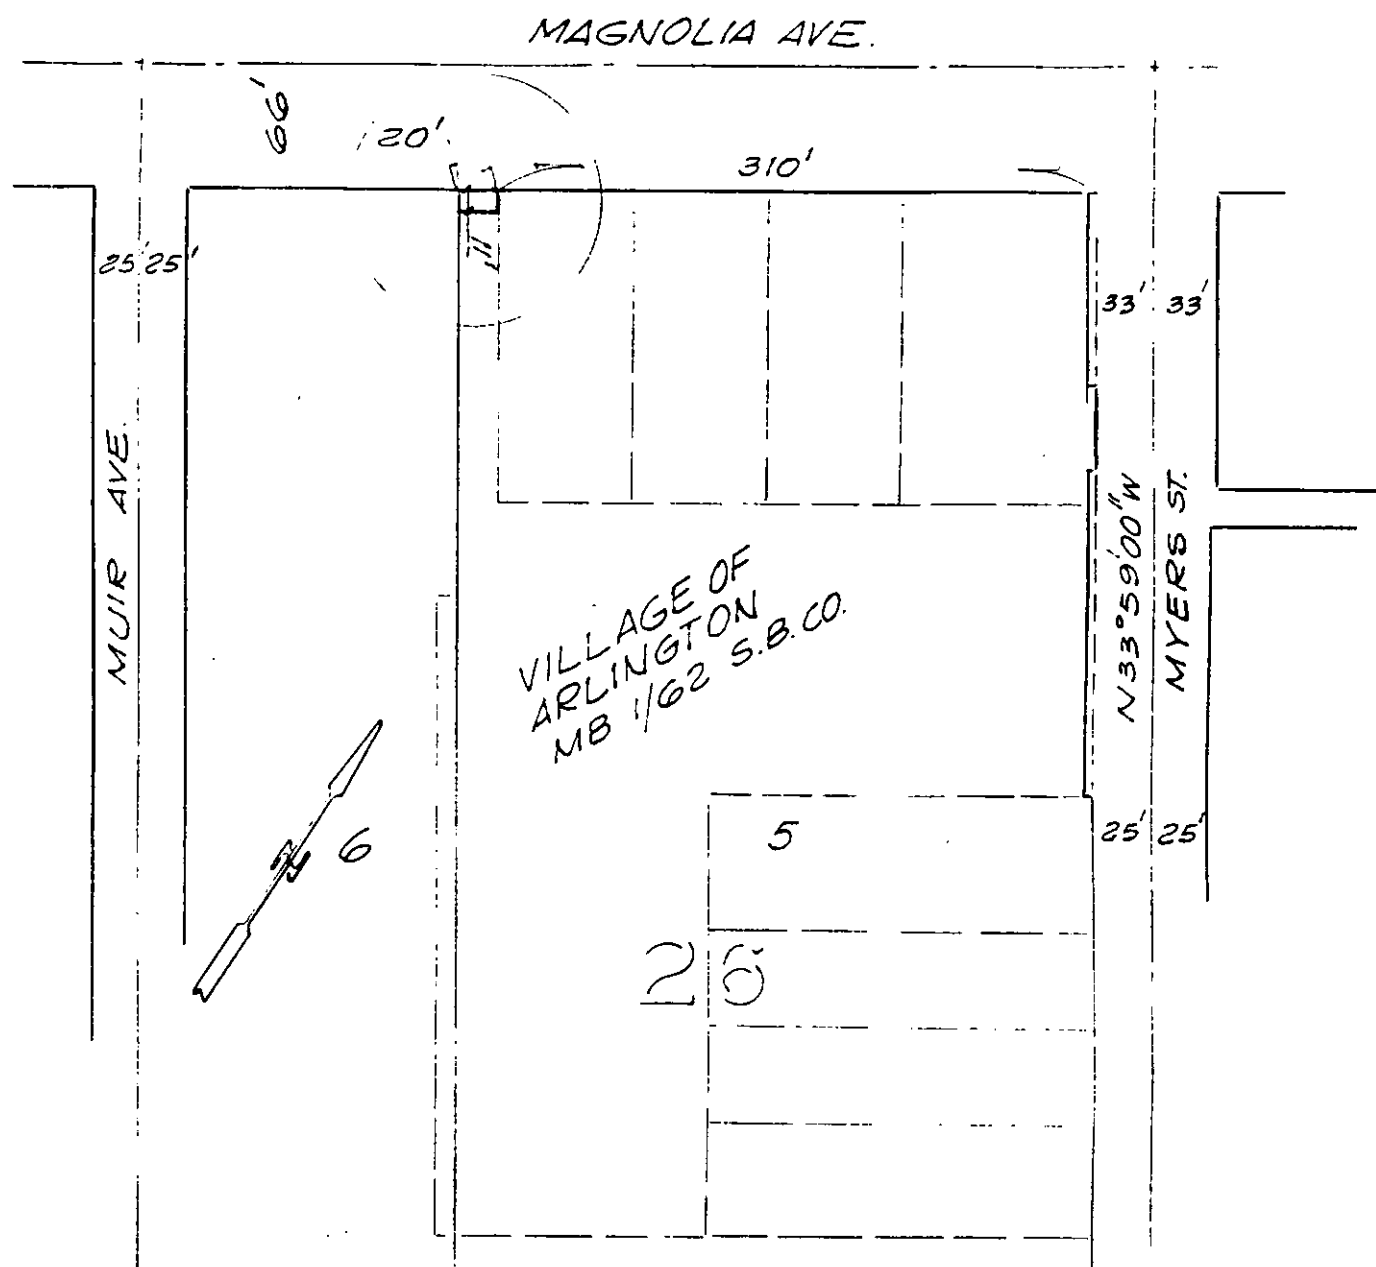 MAGNOLIA AVE.
66'
20'
310'
11'
25' 25'
33' 33'
MUIR AVE.
N33°59'00"W
MYERS ST.
VILLAGE OF
ARLINGTON
MB 1/62 S.B.CO.
N
6
5
25' 25'
26